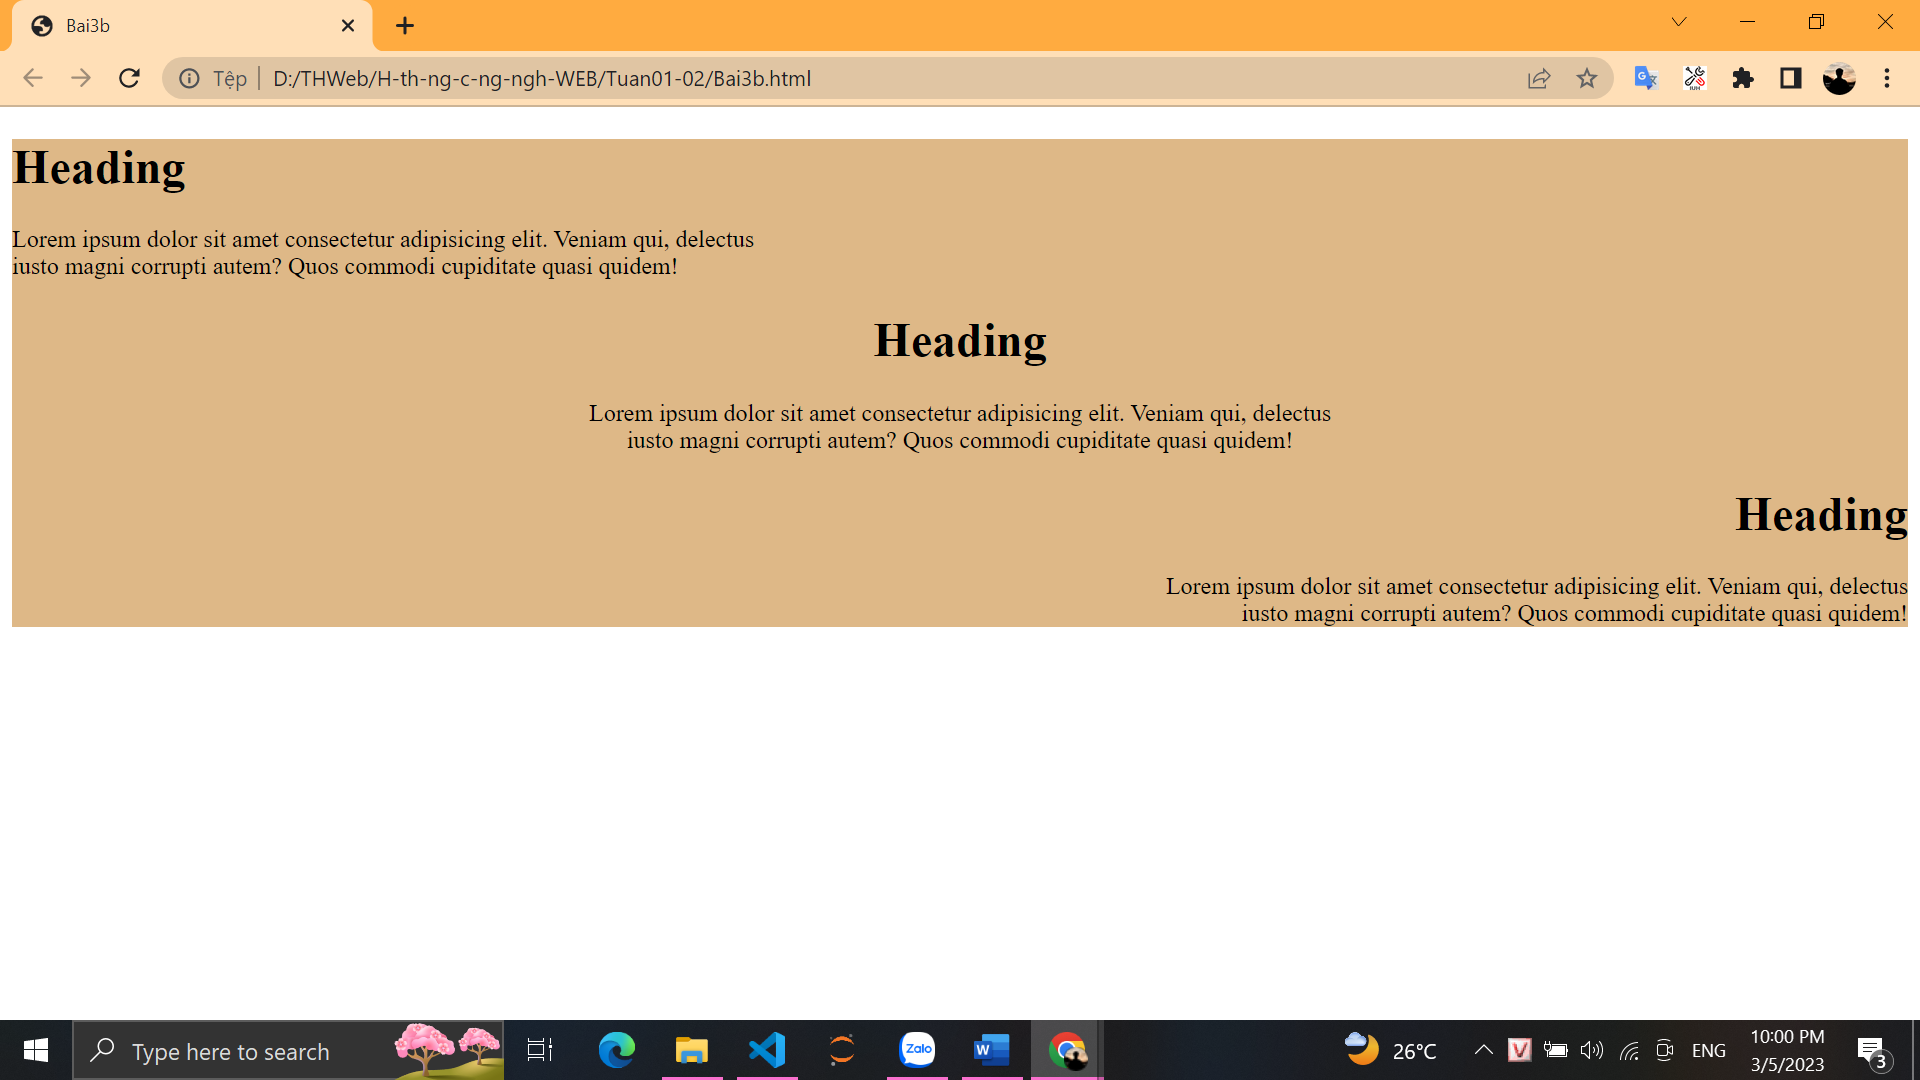 Bai3b
Tệp
D:/THWeb/H-th-ng-c-ng-ngh-WEB/Tuan01-02/Bai3b.html
Heading
Lorem ipsum dolor sit amet consectetur adipisicing elit. Veniam qui, delectus
iusto magni corrupti autem? Quos commodi cupiditate quasi quidem!
Heading
Lorem ipsum dolor sit amet consectetur adipisicing elit. Veniam qui, delectus
iusto magni corrupti autem? Quos commodi cupiditate quasi quidem!
Heading
Lorem ipsum dolor sit amet consectetur adipisicing elit. Veniam qui, delectus
iusto magni corrupti autem? Quos commodi cupiditate quasi quidem!
Type here to search
Zalo
W
26°C
V
ENG
10:00 PM
3/5/2023
3